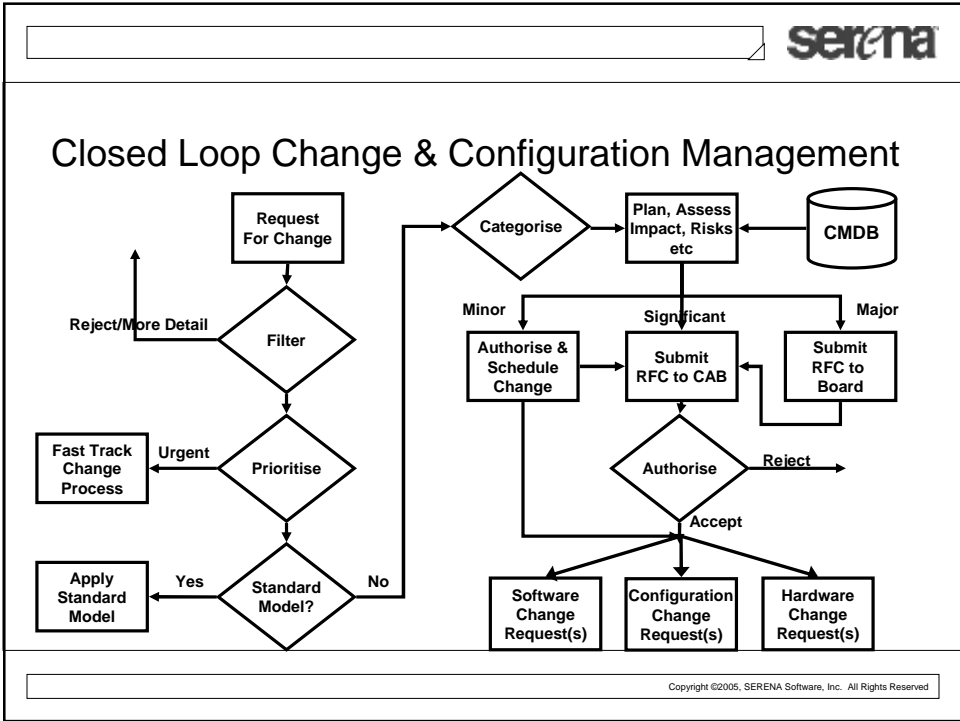 serena
Closed Loop Change & Configuration Management
Request
For Change
Reject/More Detail
Filter
Fast Track
Change
Process
Urgent
Prioritise
Apply
Standard
Model
Yes
Standard
Model?
No
Categorise
Plan, Assess
Impact, Risks
etc
CMDB
Minor
Significant
Major
Authorise &
Schedule
Change
Submit
RFC to CAB
Submit
RFC to
Board
Authorise
Reject
Accept
Software
Change
Request(s)
Configuration
Change
Request(s)
Hardware
Change
Request(s)
Copyright ©2005, SERENA Software, Inc. All Rights Reserved